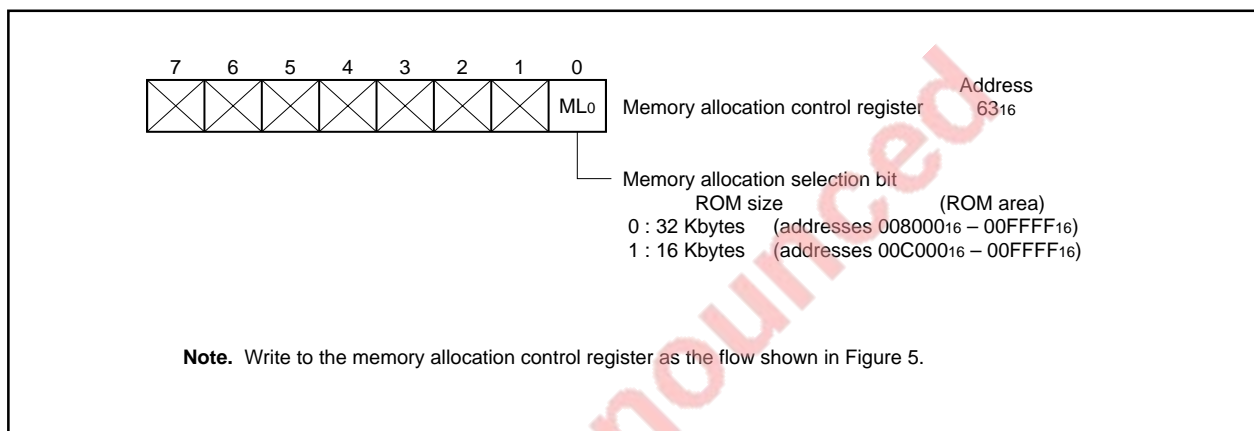 7 6 5 4 3 2 1 0
Address
ML0 Memory allocation control register 6316
Memory allocation selection bit
ROM size (ROM area)
0 : 32 Kbytes (addresses 00800016 – 00FFFF16)
1 : 16 Kbytes (addresses 00C00016 – 00FFFF16)
Note. Write to the memory allocation control register as the flow shown in Figure 5.
nounced